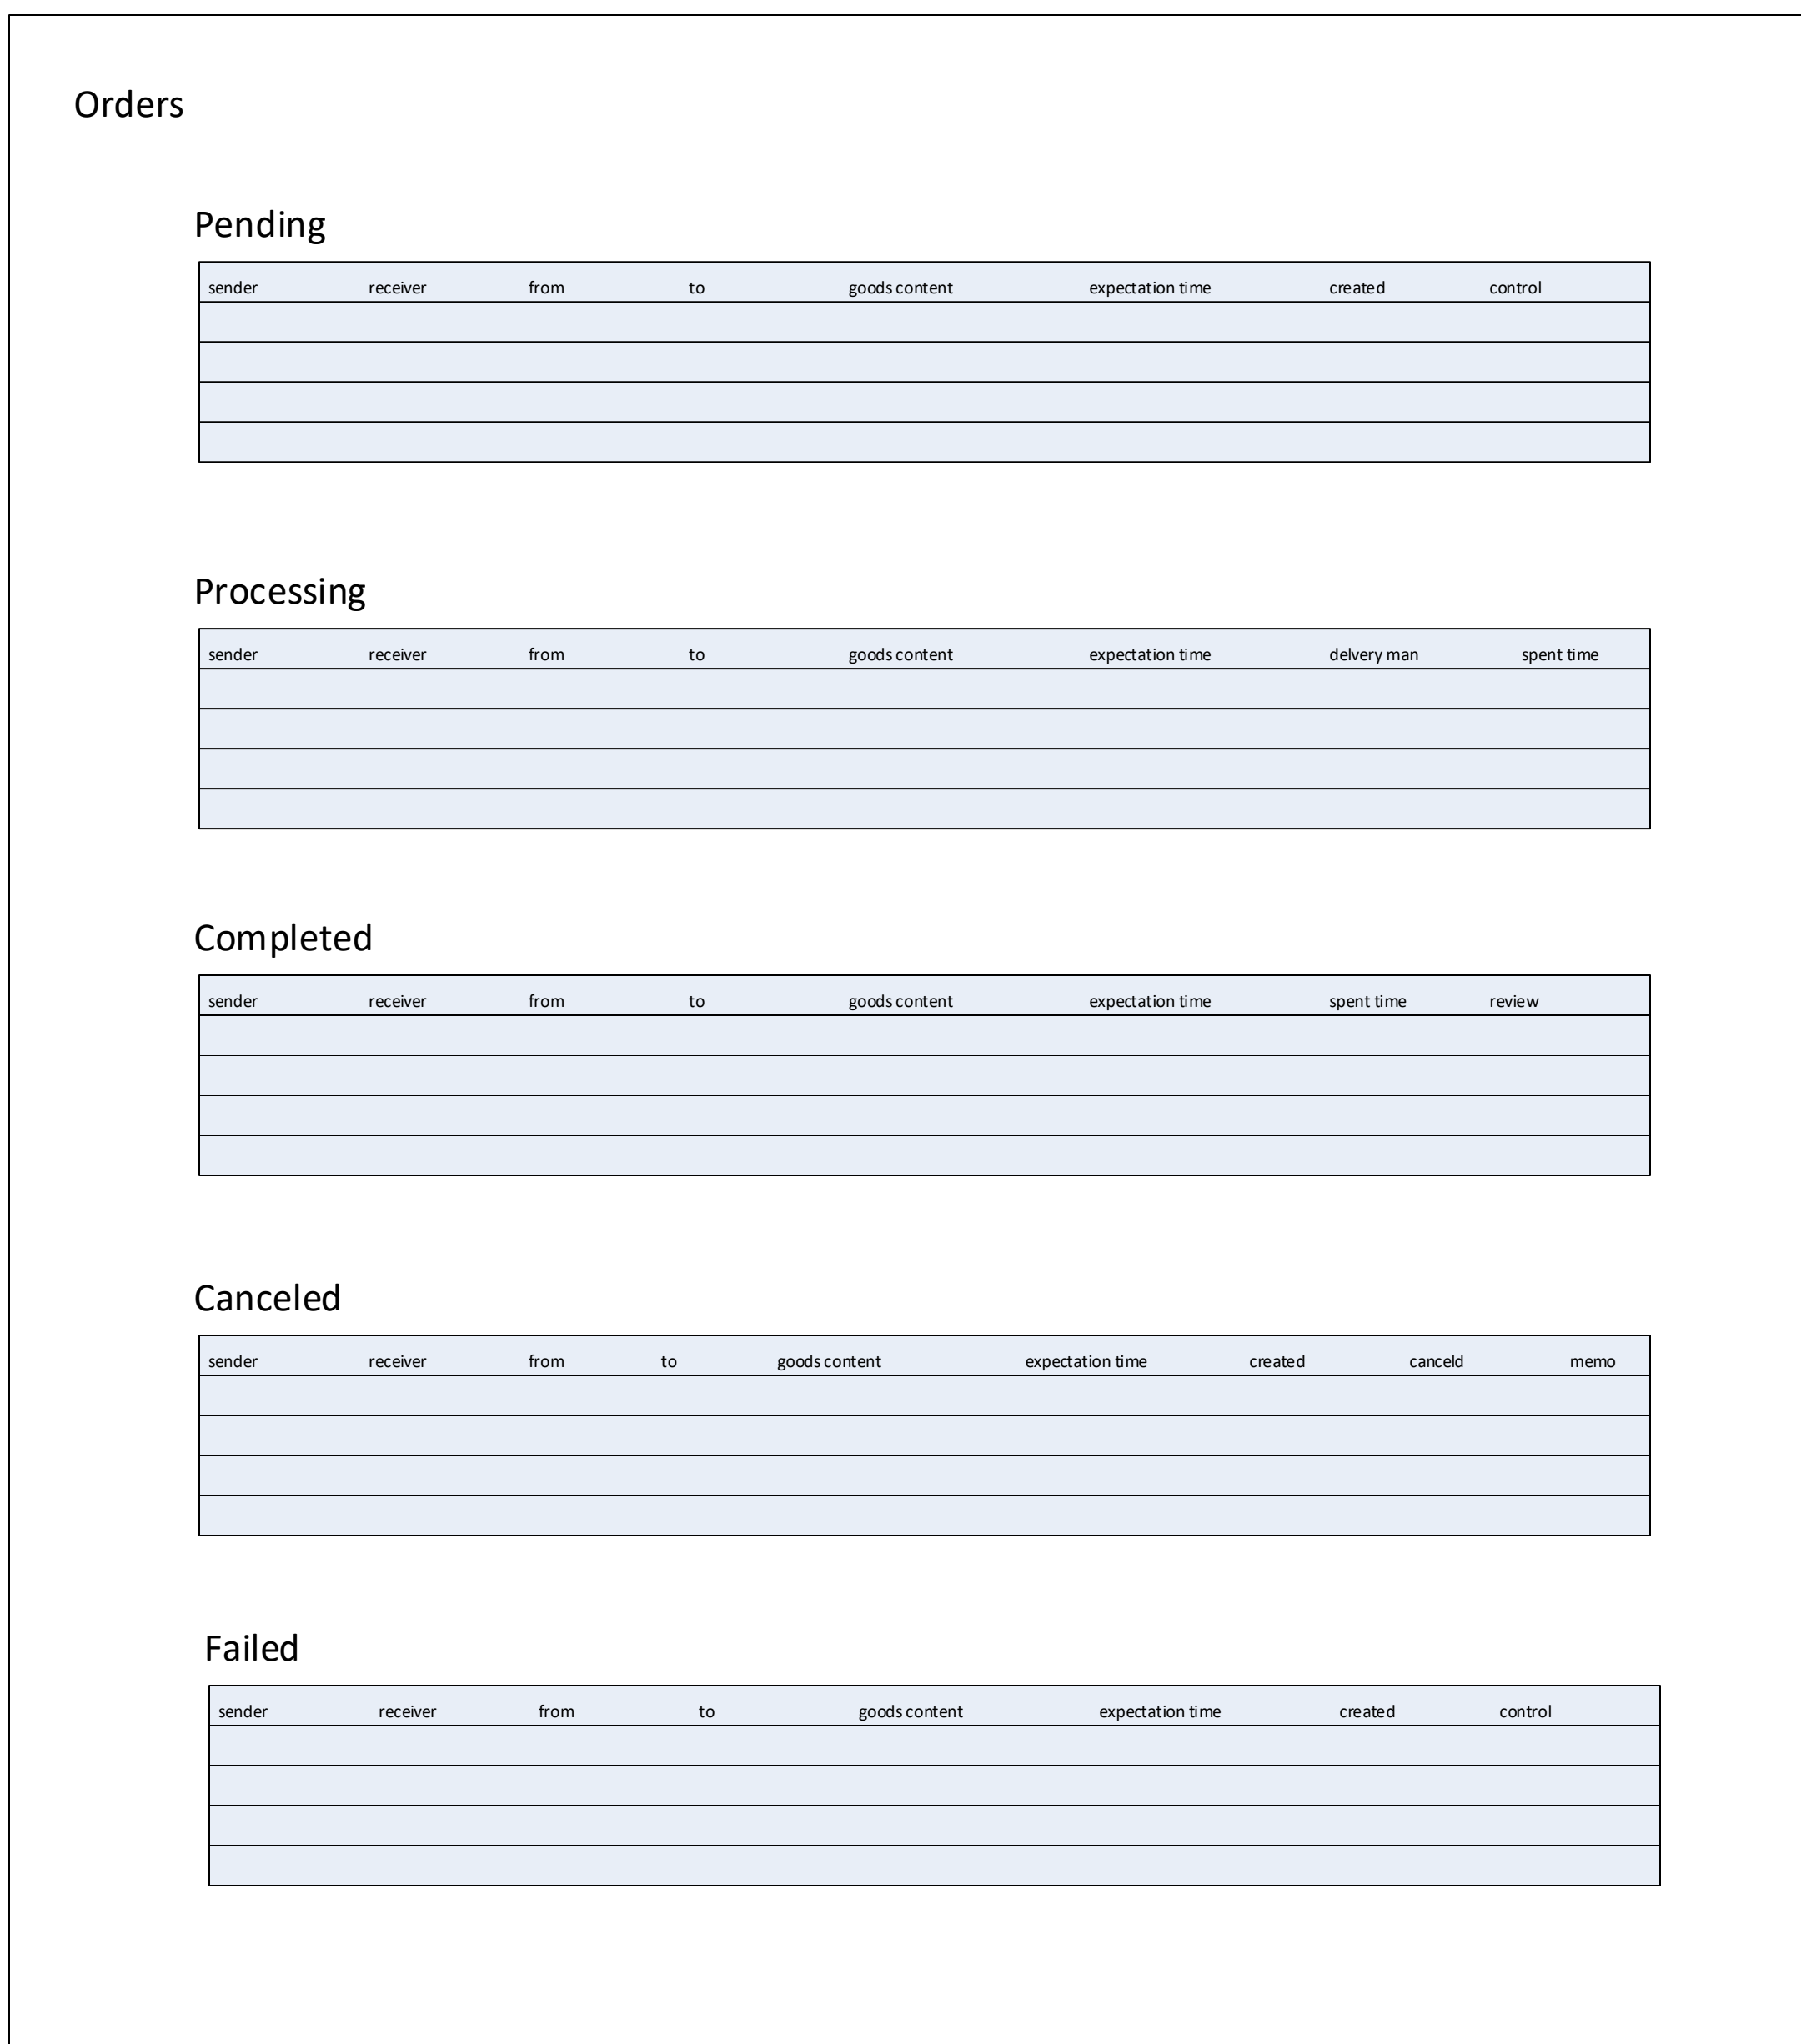 Orders
Pending
sender receiver from to goods content expectation time created control
Processing
sender receiver from to goods content expectation time delvery man spent time
Completed
sender receiver from to goods content expectation time spent time review
Canceled
sender receiver from to goods content expectation time created canceld memo
Failed
sender receiver from to goods content expectation time created control